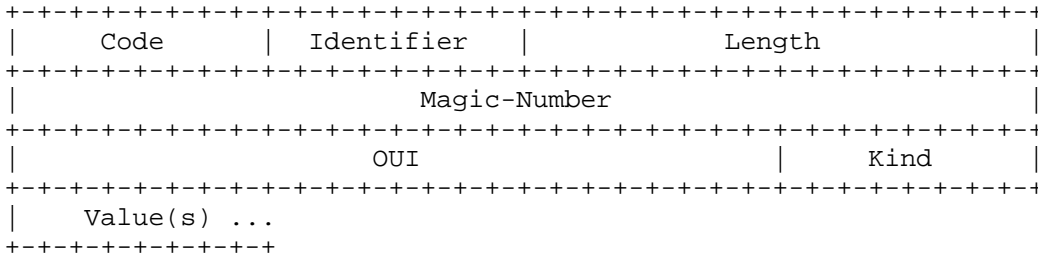 +-+-+-+-+-+-+-+-+-+-+-+-+-+-+-+-+-+-+-+-+-+-+-+-+-+-+-+-+-+-+-+-+
|     Code      |  Identifier   |            Length             |
+-+-+-+-+-+-+-+-+-+-+-+-+-+-+-+-+-+-+-+-+-+-+-+-+-+-+-+-+-+-+-+-+
|                         Magic-Number                          |
+-+-+-+-+-+-+-+-+-+-+-+-+-+-+-+-+-+-+-+-+-+-+-+-+-+-+-+-+-+-+-+-+
|                      OUI                      |     Kind      |
+-+-+-+-+-+-+-+-+-+-+-+-+-+-+-+-+-+-+-+-+-+-+-+-+-+-+-+-+-+-+-+-+
|    Value(s) ...
+-+-+-+-+-+-+-+-+